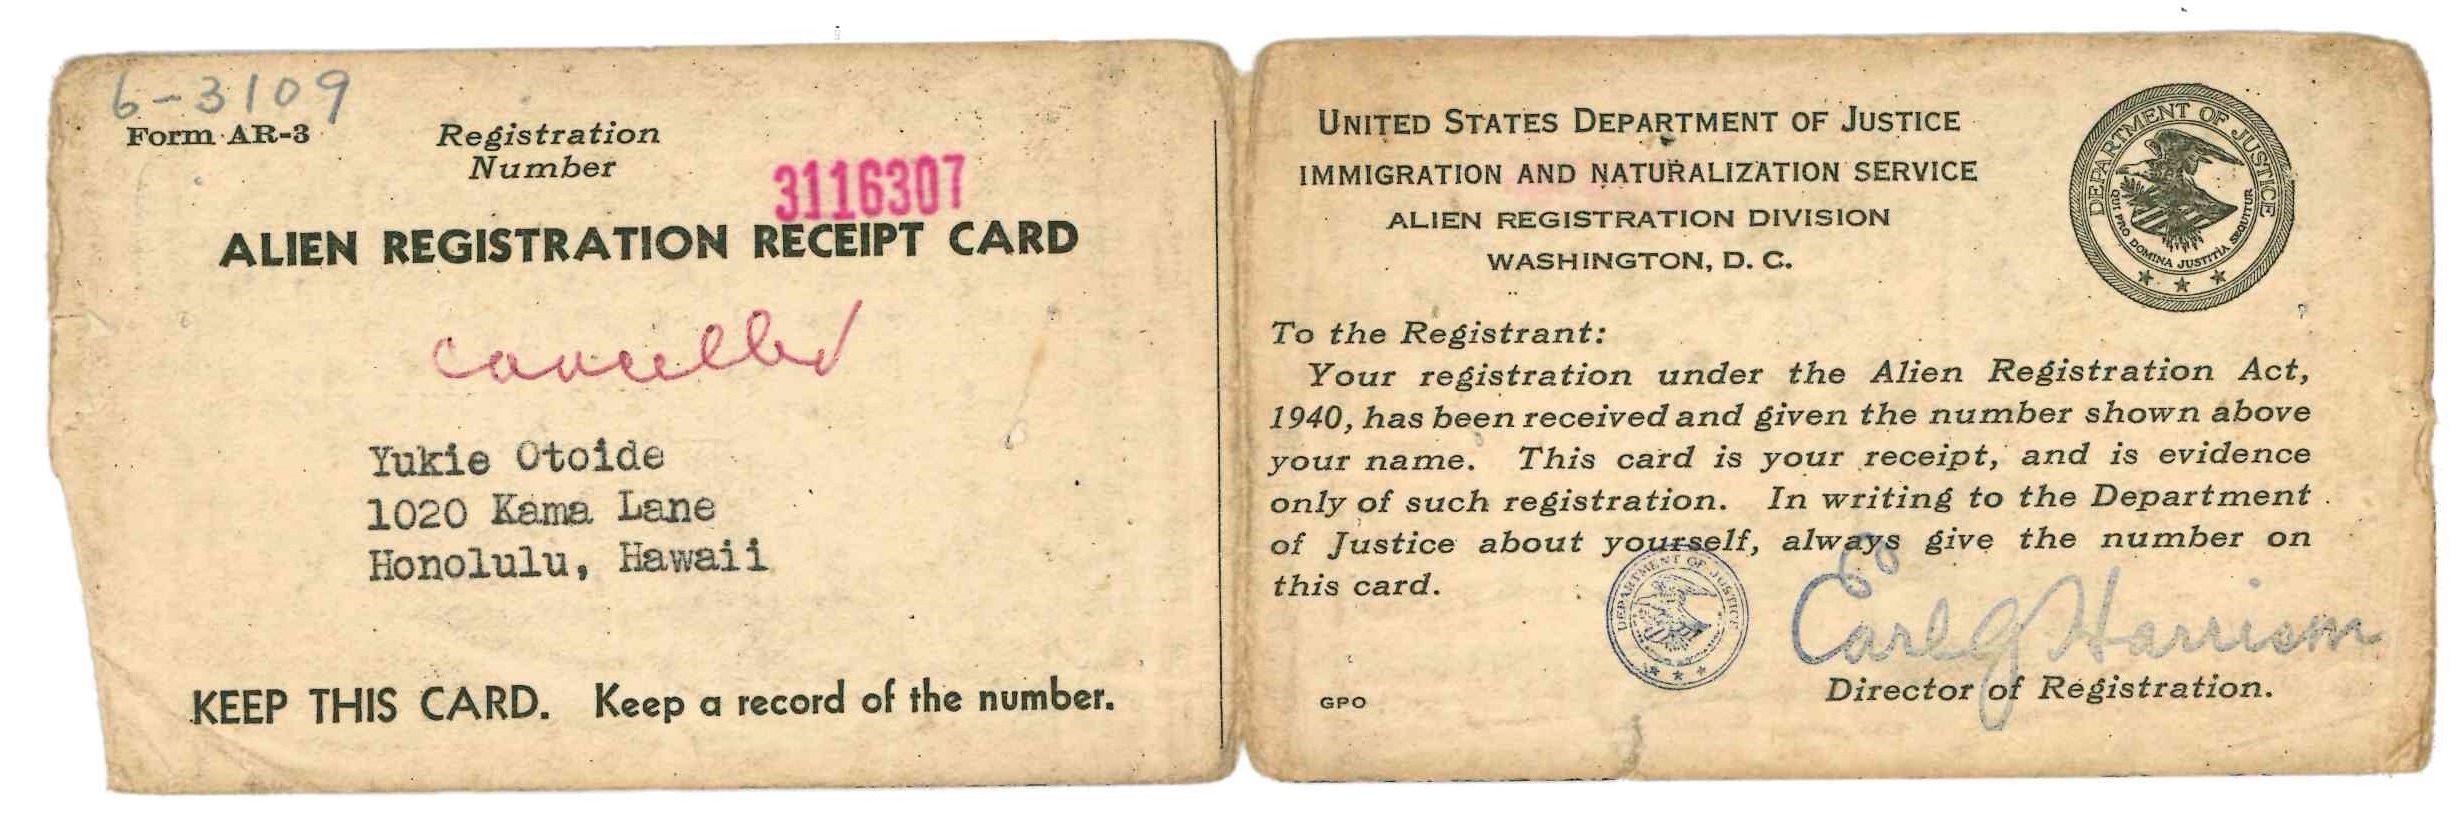 6-3109
Form AR-3
Registration
Number
3116307
ALIEN REGISTRATION RECEIPT CARD
cancelled
Yukie Otoide
1020 Kama Lane
Honolulu, Hawaii
KEEP THIS CARD. Keep a record of the number.
UNITED STATES DEPARTMENT OF JUSTICE
IMMIGRATION AND NATURALIZATION SERVICE
ALIEN REGISTRATION DIVISION
WASHINGTON, D. C.
DEPARTMENT OF JUSTICE
QUI PRO DOMINA JUSTITIA SEQUITUR
To the Registrant:
Your registration under the Alien Registration Act,
1940, has been received and given the number shown above
your name. This card is your receipt, and is evidence
only of such registration. In writing to the Department
of Justice about yourself, always give the number on
this card.
DEPARTMENT OF JUSTICE
Earl G Harrison
Director of Registration.
GPO